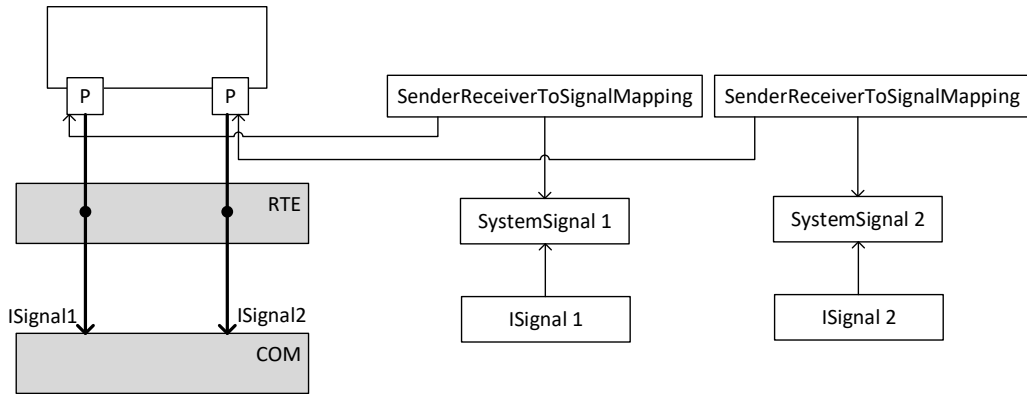 P
P
SenderReceiverToSignalMapping
SenderReceiverToSignalMapping
RTE
SystemSignal 1
SystemSignal 2
ISignal1
ISignal2
ISignal 1
ISignal 2
COM